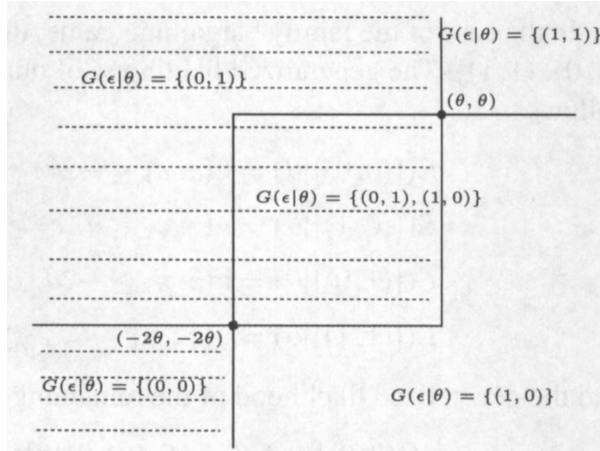 G(ϵ|θ) = {(1, 1)}
G(ϵ|θ) = {(0, 1)}
(θ, θ)
G(ϵ|θ) = {(0, 1), (1, 0)}
(−2θ, −2θ)
G(ϵ|θ) = {(0, 0)}
G(ϵ|θ) = {(1, 0)}